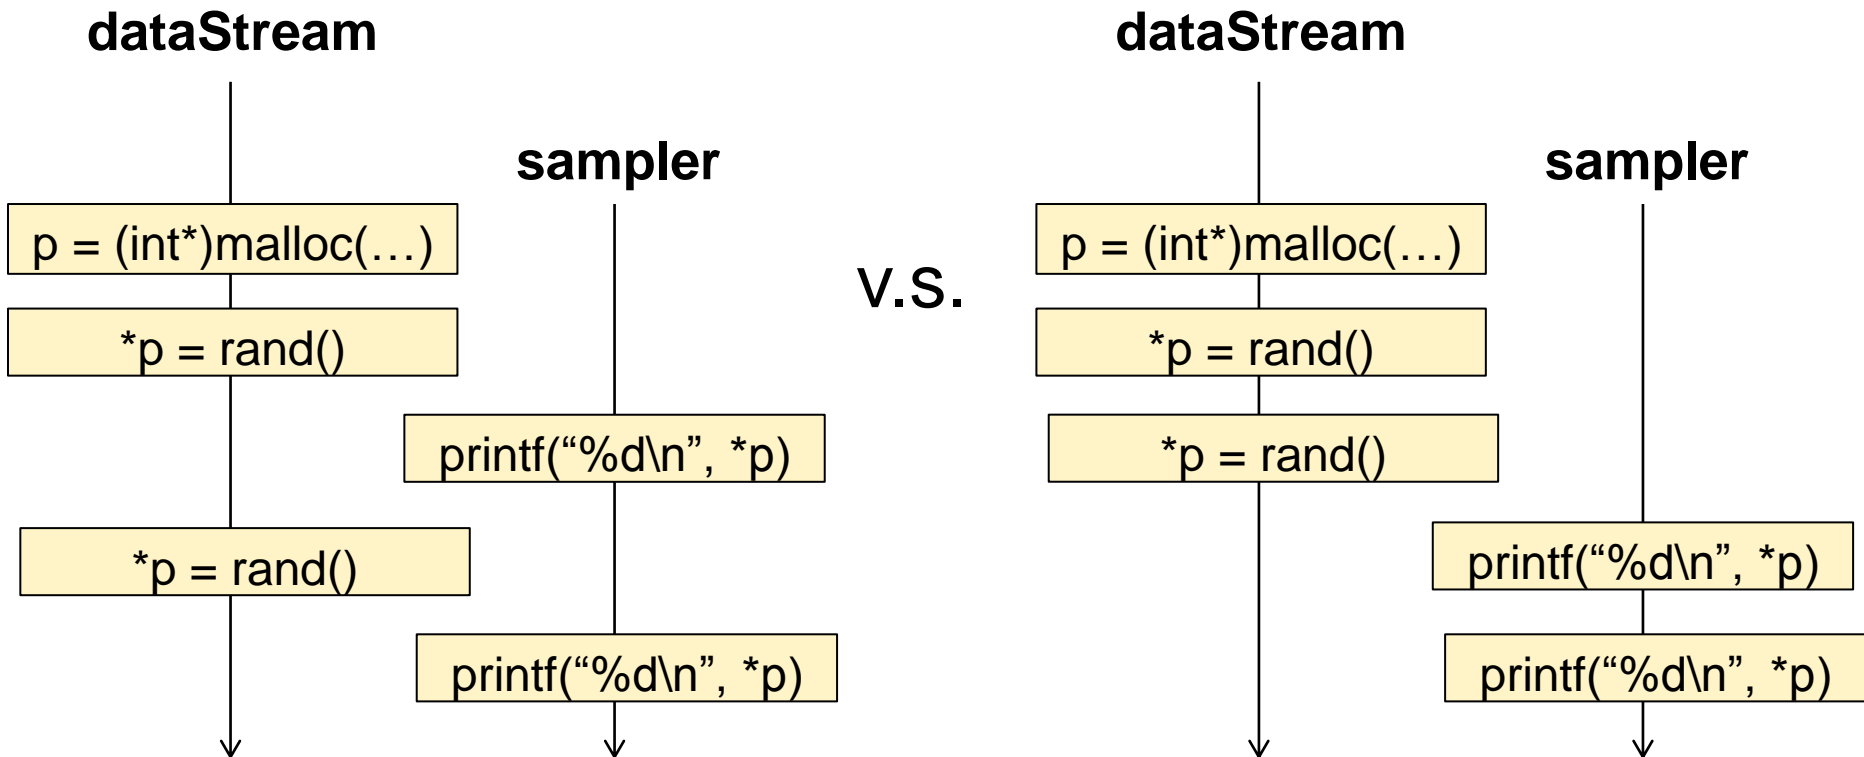 dataStream
sampler
p = (int*)malloc(…)
*p = rand()
printf(“%d\n”, *p)
*p = rand()
printf(“%d\n”, *p)
v.s.
dataStream
sampler
p = (int*)malloc(…)
*p = rand()
*p = rand()
printf(“%d\n”, *p)
printf(“%d\n”, *p)